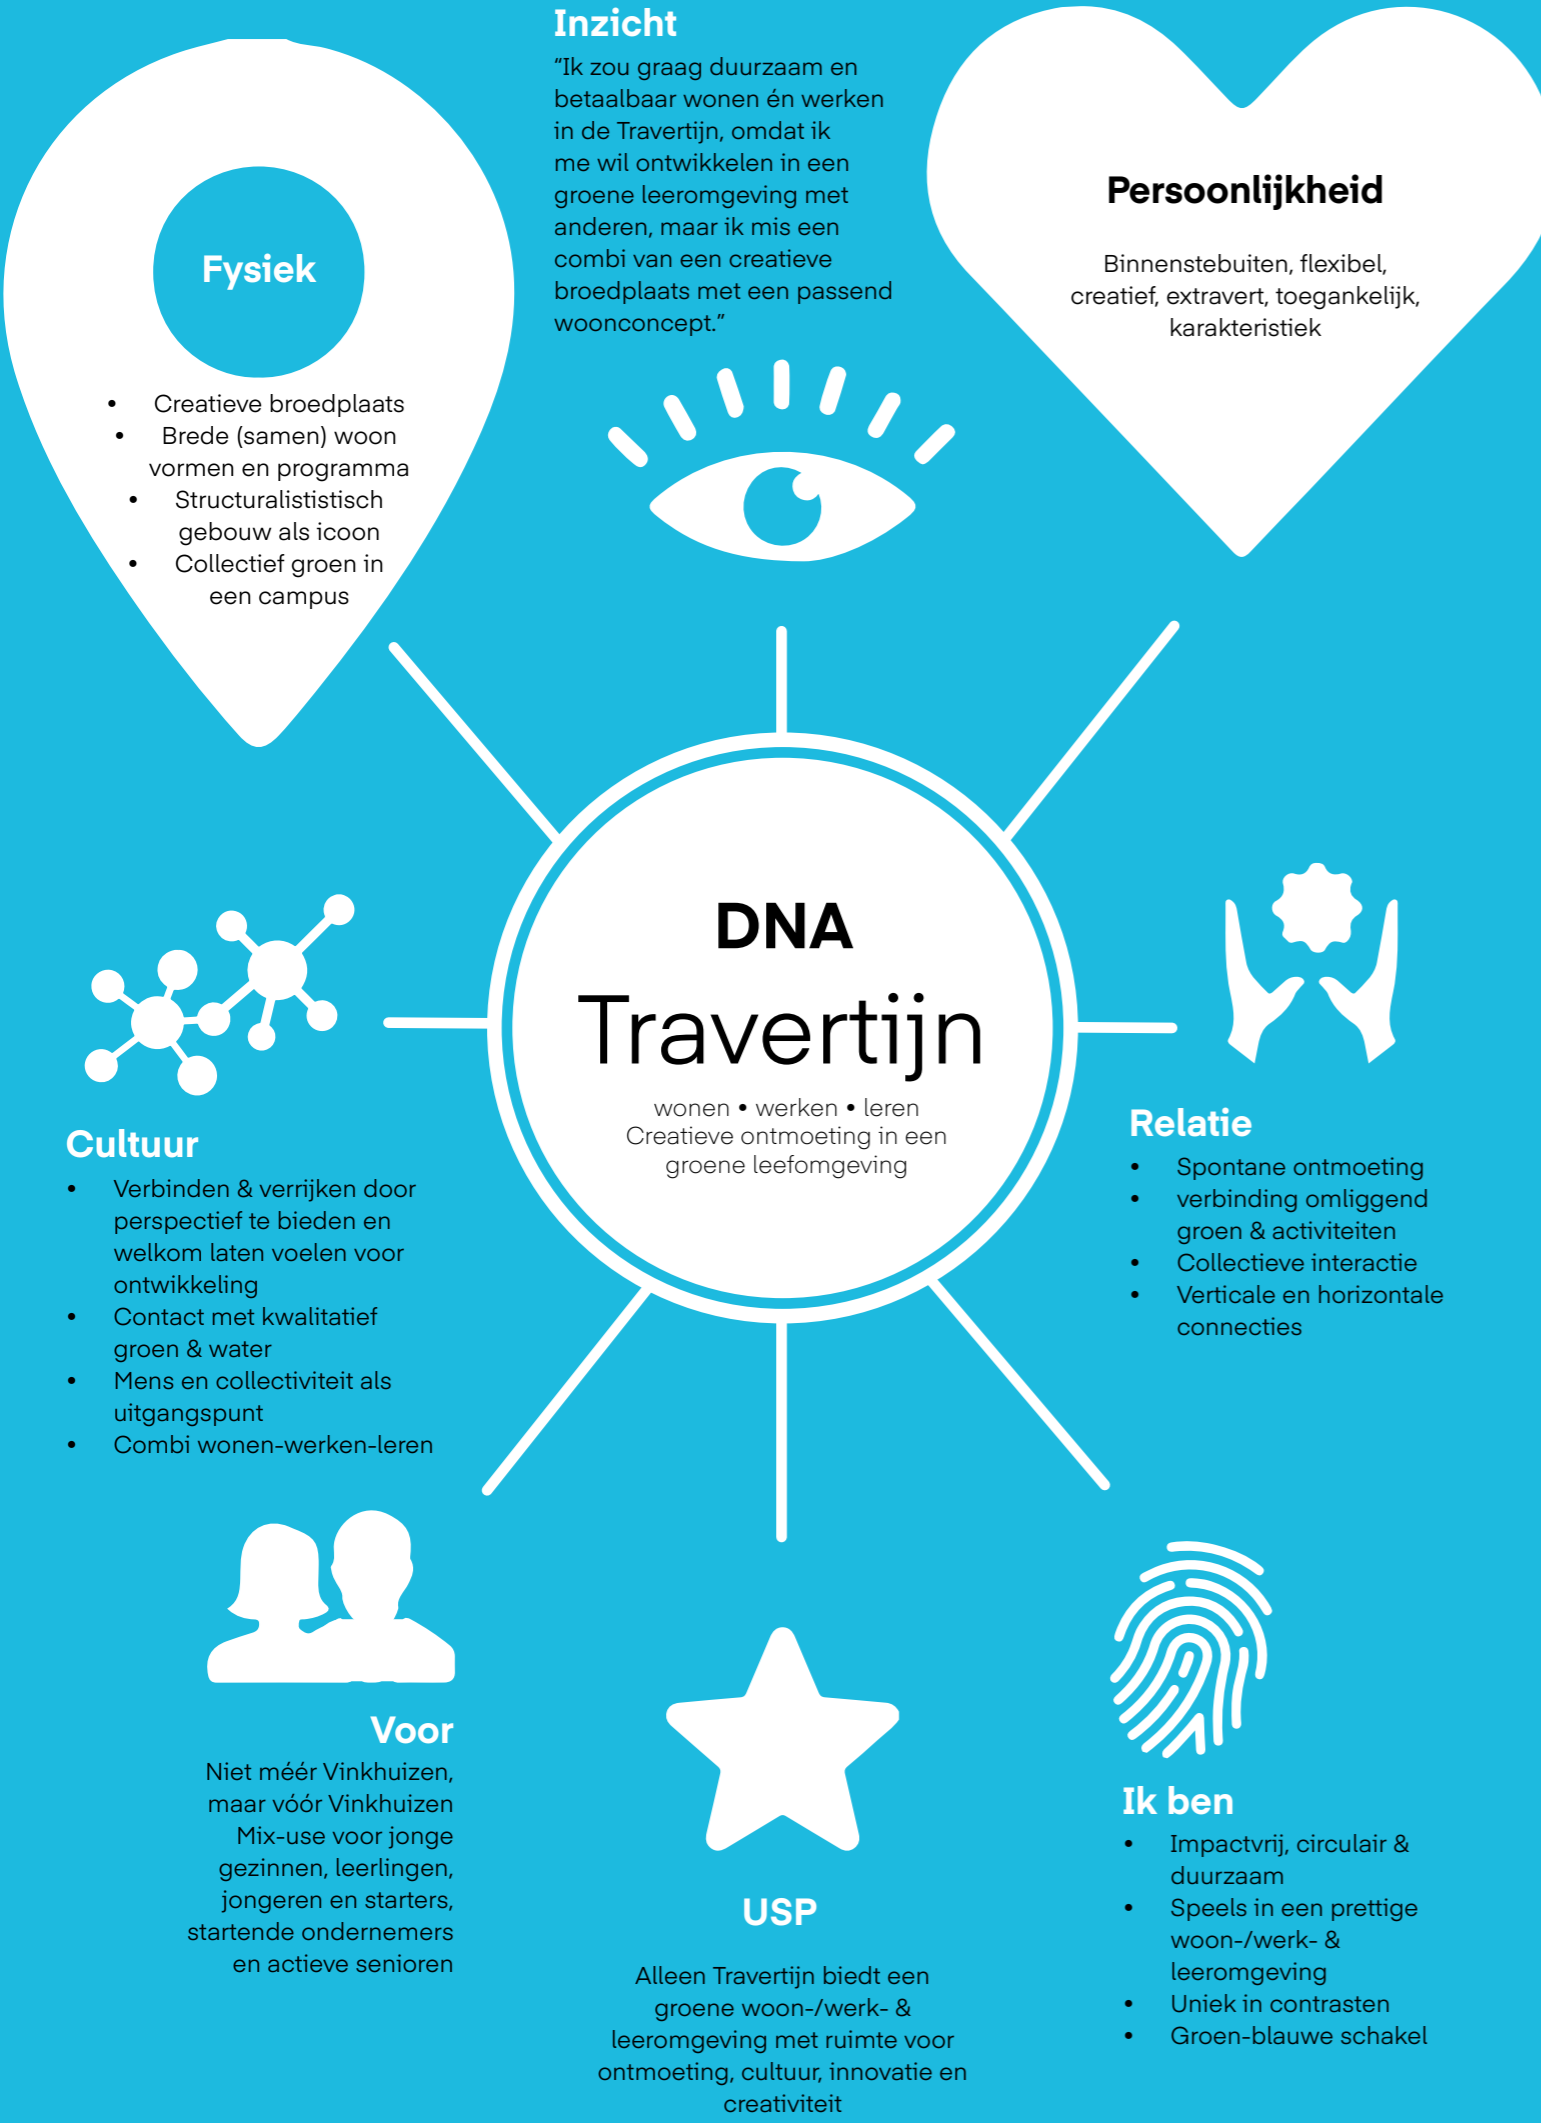 Inzicht
“Ik zou graag duurzaam en
betaalbaar wonen én werken
in de Travertijn, omdat ik
me wil ontwikkelen in een
groene leeromgeving met
anderen, maar ik mis een
combi van een creatieve
broedplaats met een passend
woonconcept.”
Fysiek
• Creatieve broedplaats
• Brede (samen) woon
vormen en programma
• Structuralististisch
gebouw als icoon
• Collectief groen in
een campus
Persoonlijkheid
Binnenstebuiten, flexibel,
creatief, extravert, toegankelijk,
karakteristiek
DNA
Travertijn
wonen • werken • leren
Creatieve ontmoeting in een
groene leefomgeving
Cultuur
• Verbinden & verrijken door
perspectief te bieden en
welkom laten voelen voor
ontwikkeling
• Contact met kwalitatief
groen & water
• Mens en collectiviteit als
uitgangspunt
• Combi wonen-werken-leren
Relatie
• Spontane ontmoeting
• verbinding omliggend
groen & activiteiten
• Collectieve interactie
• Verticale en horizontale
connecties
Voor
Niet méér Vinkhuizen,
maar vóór Vinkhuizen
Mix-use voor jonge
gezinnen, leerlingen,
jongeren en starters,
startende ondernemers
en actieve senioren
USP
Alleen Travertijn biedt een
groene woon-/werk- &
leeromgeving met ruimte voor
ontmoeting, cultuur, innovatie en
creativiteit
Ik ben
• Impactvrij, circulair &
duurzaam
• Speels in een prettige
woon-/werk- &
leeromgeving
• Uniek in contrasten
• Groen-blauwe schakel